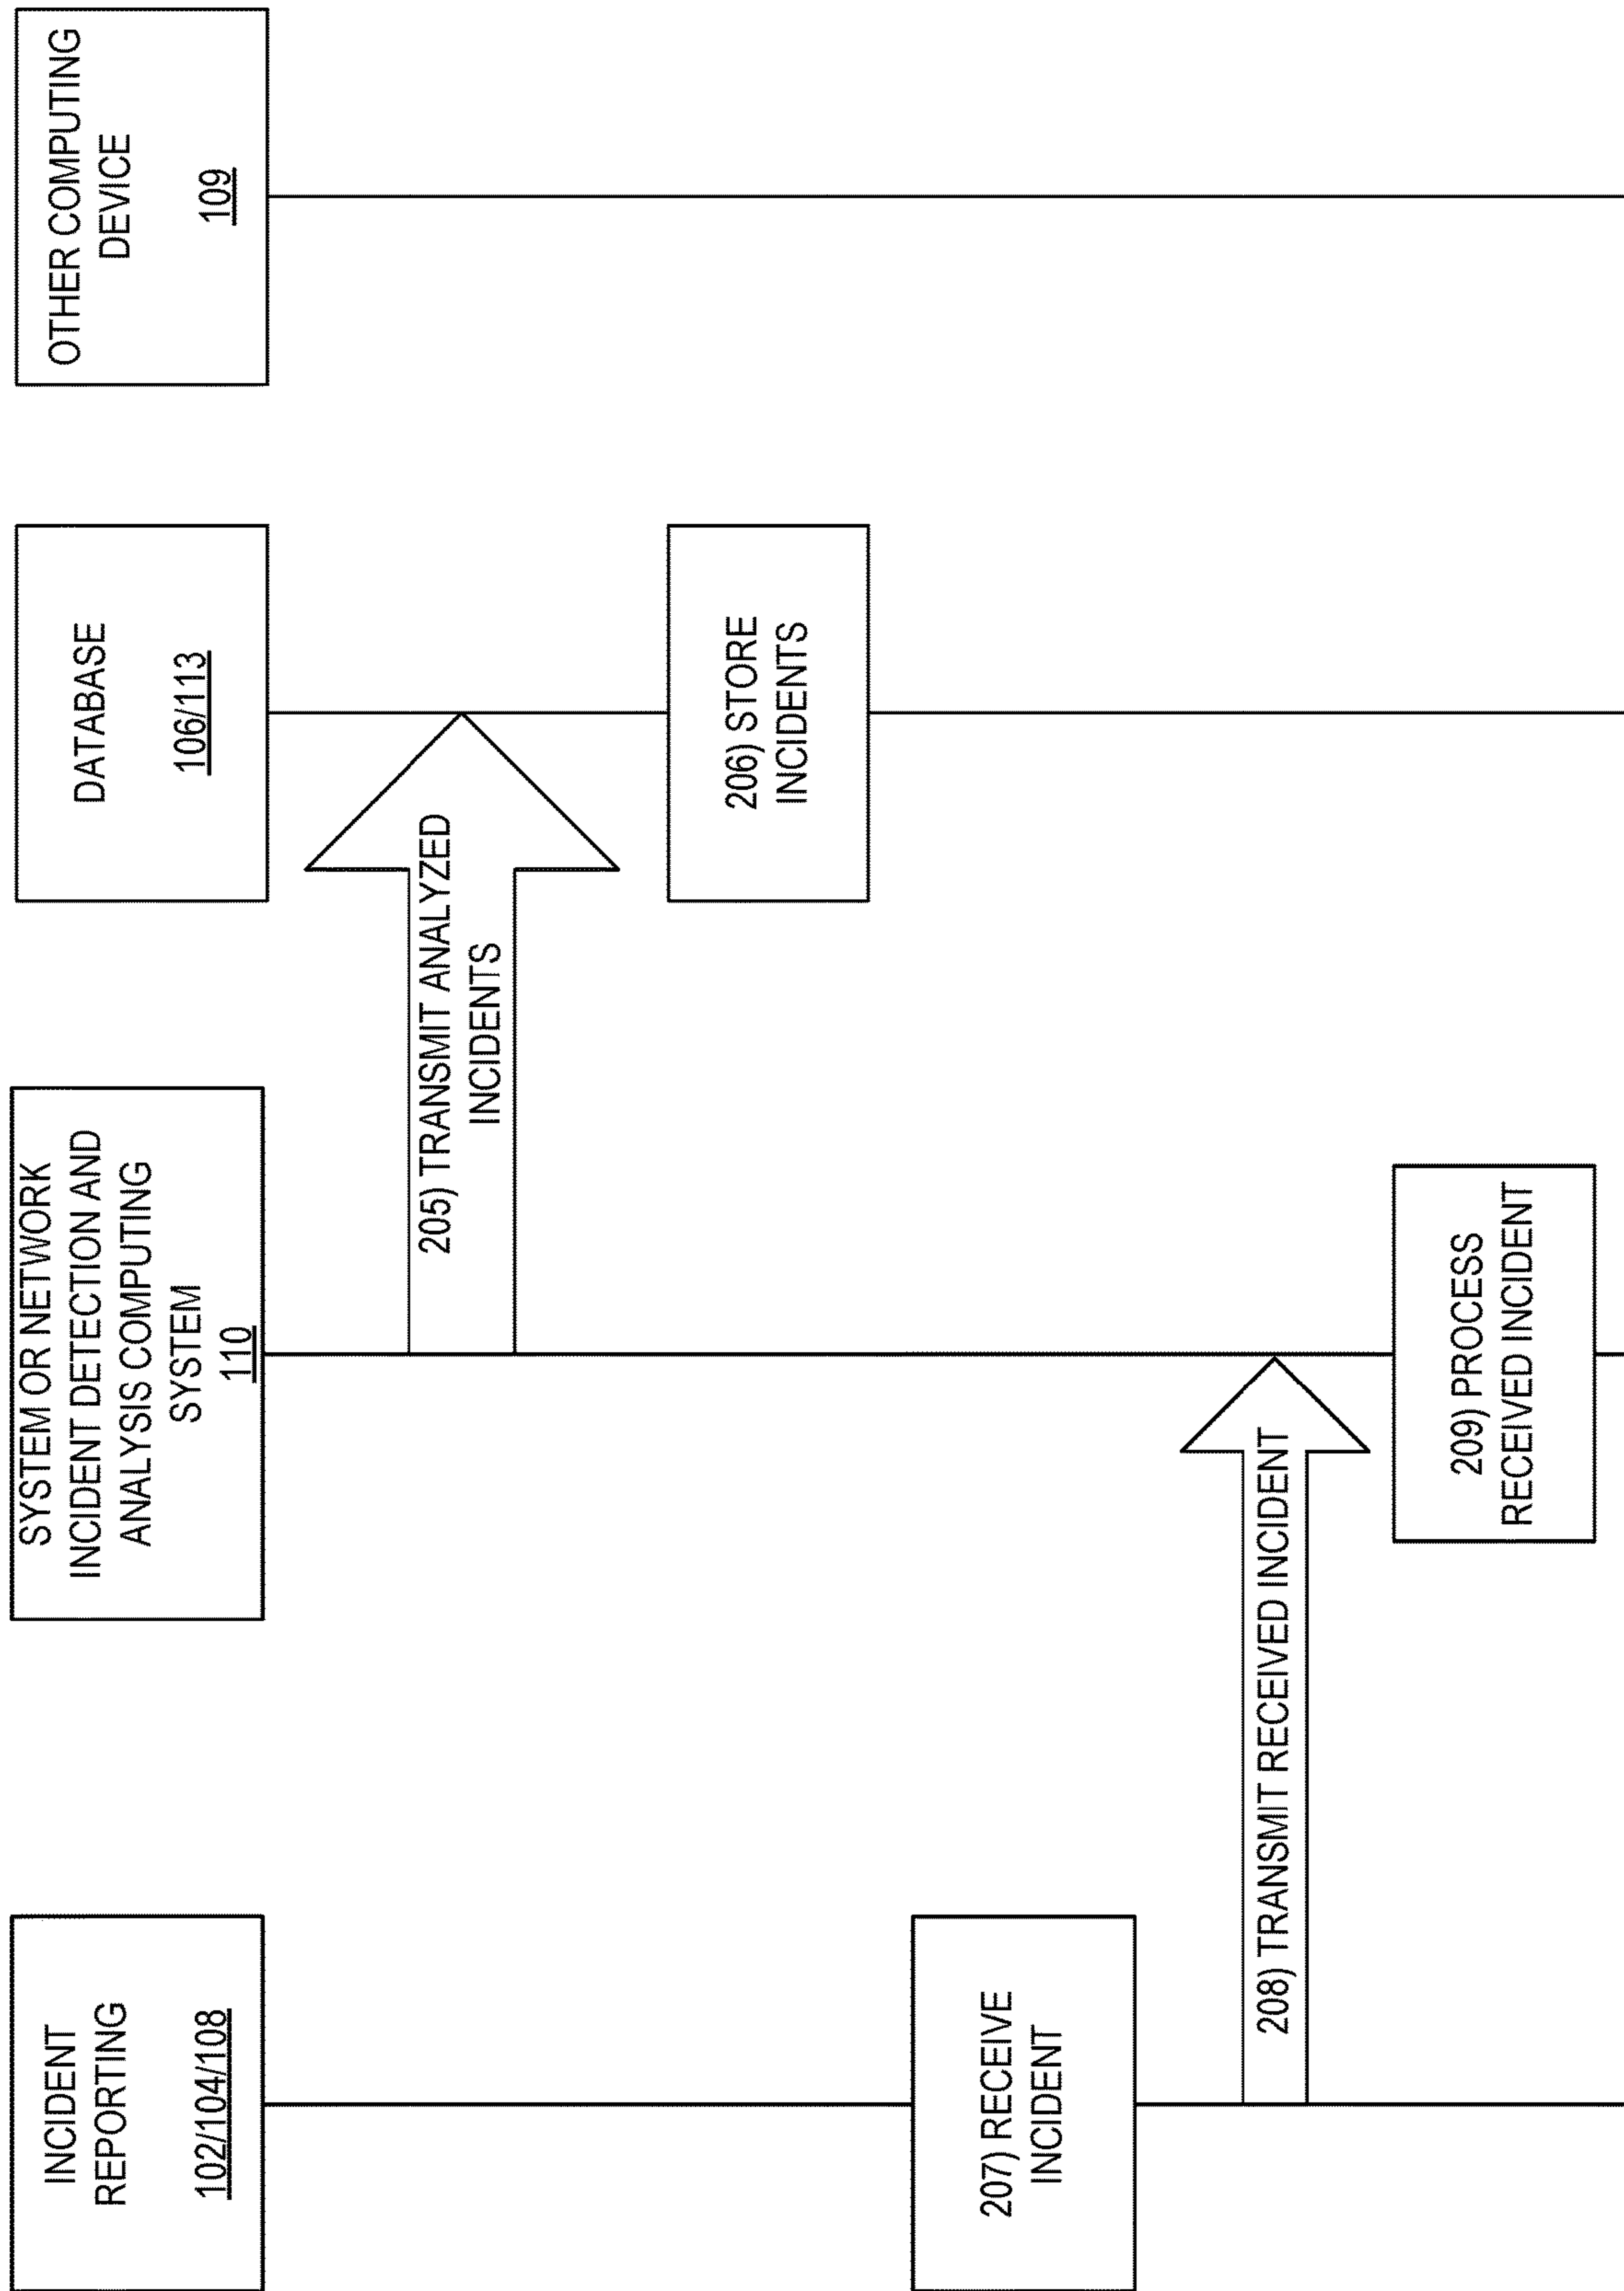 INCIDENT
REPORTING
102/104/108
SYSTEM OR NETWORK
INCIDENT DETECTION AND
ANALYSIS COMPUTING
SYSTEM
110
DATABASE
106/113
OTHER COMPUTING
DEVICE
109
205) TRANSMIT ANALYZED
INCIDENTS
206) STORE
INCIDENTS
207) RECEIVE
INCIDENT
208) TRANSMIT RECEIVED INCIDENT
209) PROCESS
RECEIVED INCIDENT